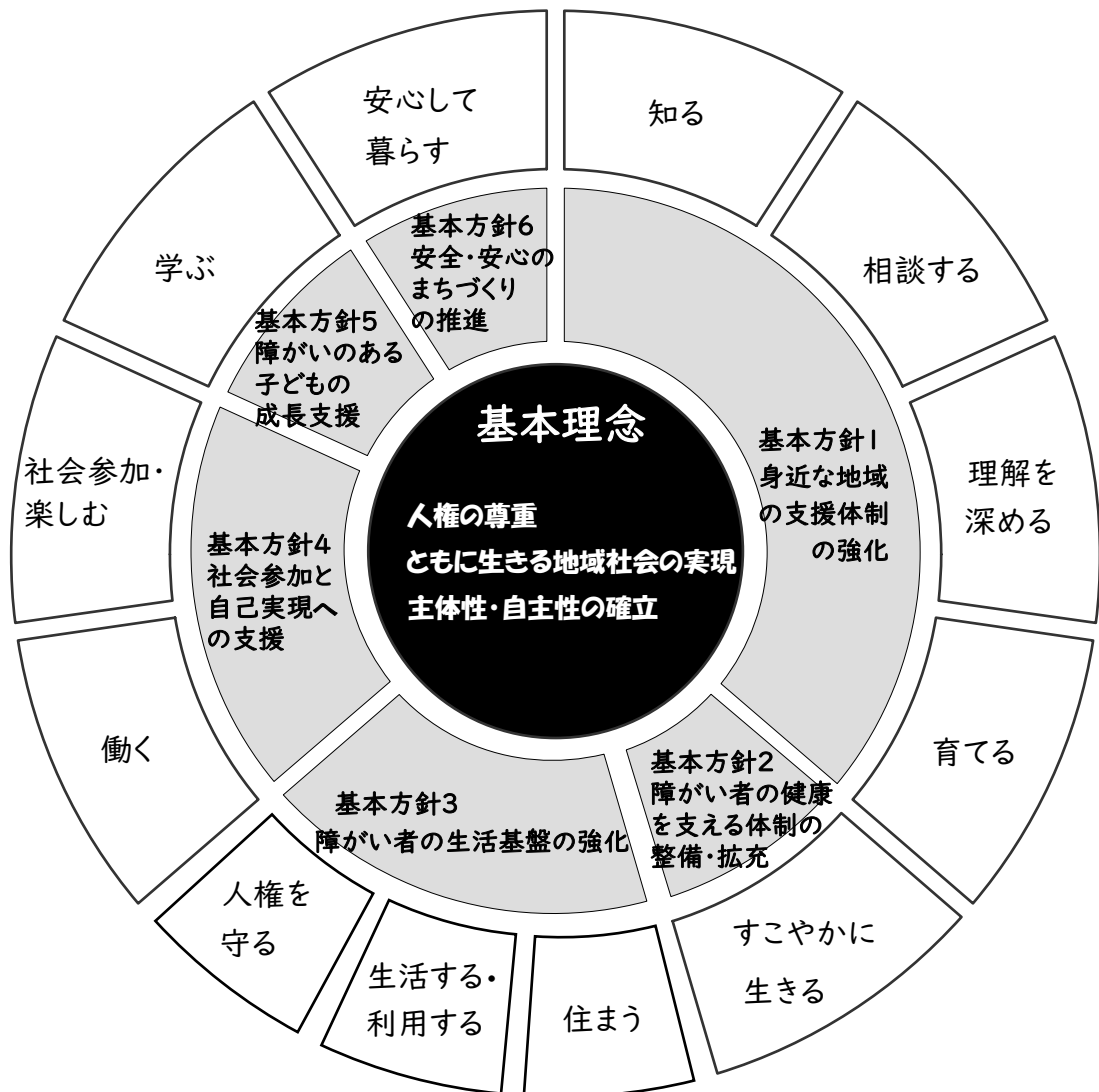 基本理念
人権の尊重
ともに生きる地域社会の実現
主体性・自主性の確立
基本方針1
身近な地域
の支援体制
の強化
基本方針2
障がい者の健康
を支える体制の
整備・拡充
基本方針3
障がい者の生活基盤の強化
基本方針4
社会参加と
自己実現へ
の支援
基本方針5
障がいのある
子どもの
成長支援
基本方針6
安全・安心の
まちづくり
の推進
知る
相談する
理解を
深める
育てる
すこやかに
生きる
住まう
生活する・
利用する
人権を
守る
働く
社会参加・
楽しむ
学ぶ
安心して
暮らす